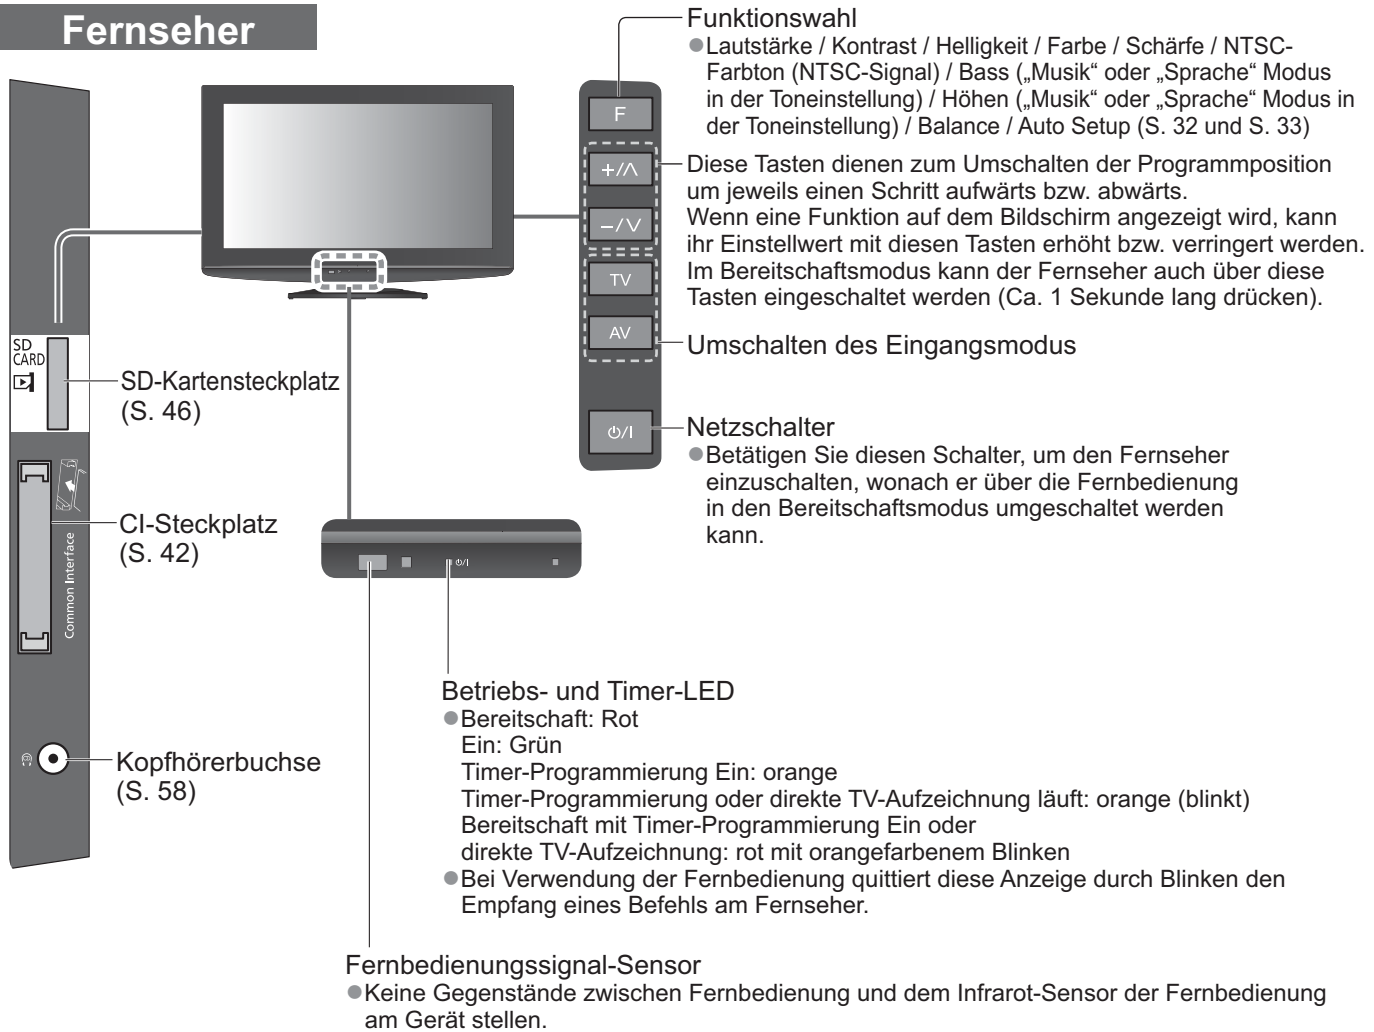 Fernseher
Funktionswahl
●Lautstärke / Kontrast / Helligkeit / Farbe / Schärfe / NTSC-
Farbton (NTSC-Signal) / Bass („Musik“ oder „Sprache“ Modus
in der Toneinstellung) / Höhen („Musik“ oder „Sprache“ Modus in
der Toneinstellung) / Balance / Auto Setup (S. 32 und S. 33)
F
+/∧
−/∨
TV
AV
⏻/I
Diese Tasten dienen zum Umschalten der Programmposition
um jeweils einen Schritt aufwärts bzw. abwärts.
Wenn eine Funktion auf dem Bildschirm angezeigt wird, kann
ihr Einstellwert mit diesen Tasten erhöht bzw. verringert werden.
Im Bereitschaftsmodus kann der Fernseher auch über diese
Tasten eingeschaltet werden (Ca. 1 Sekunde lang drücken).
Umschalten des Eingangsmodus
Netzschalter
●Betätigen Sie diesen Schalter, um den Fernseher
einzuschalten, wonach er über die Fernbedienung
in den Bereitschaftsmodus umgeschaltet werden
kann.
SD
CARD
SD-Kartensteckplatz
(S. 46)
CI-Steckplatz
(S. 42)
Common Interface
Kopfhörerbuchse
(S. 58)
⏻/I
Betriebs- und Timer-LED
●Bereitschaft: Rot
Ein: Grün
Timer-Programmierung Ein: orange
Timer-Programmierung oder direkte TV-Aufzeichnung läuft: orange (blinkt)
Bereitschaft mit Timer-Programmierung Ein oder
direkte TV-Aufzeichnung: rot mit orangefarbenem Blinken
●Bei Verwendung der Fernbedienung quittiert diese Anzeige durch Blinken den
Empfang eines Befehls am Fernseher.
Fernbedienungssignal-Sensor
●Keine Gegenstände zwischen Fernbedienung und dem Infrarot-Sensor der Fernbedienung
am Gerät stellen.